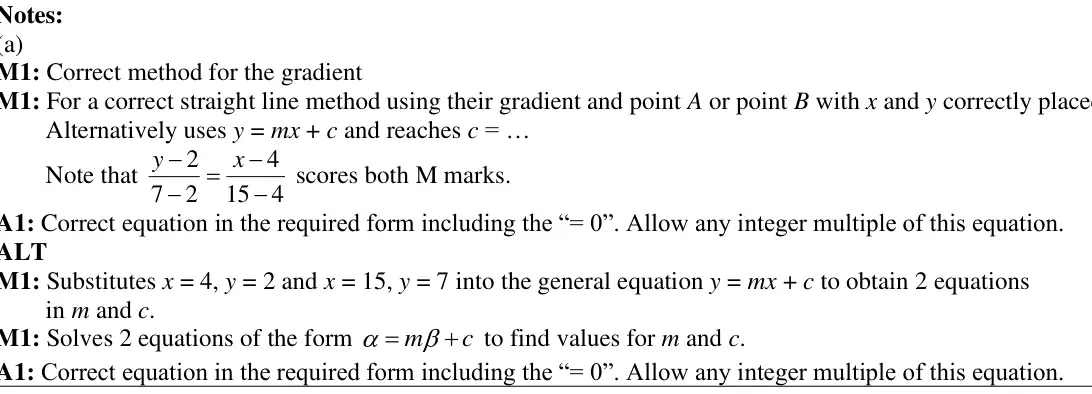 Notes:
(a)
M1: Correct method for the gradient
M1: For a correct straight line method using their gradient and point A or point B with x and y correctly placed
Alternatively uses y = mx + c and reaches c = …
Note that (y − 2)/(7 − 2) = (x − 4)/(15 − 4) scores both M marks.
A1: Correct equation in the required form including the “= 0”. Allow any integer multiple of this equation.
ALT
M1: Substitutes x = 4, y = 2 and x = 15, y = 7 into the general equation y = mx + c to obtain 2 equations
in m and c.
M1: Solves 2 equations of the form α = mβ + c to find values for m and c.
A1: Correct equation in the required form including the “= 0”. Allow any integer multiple of this equation.